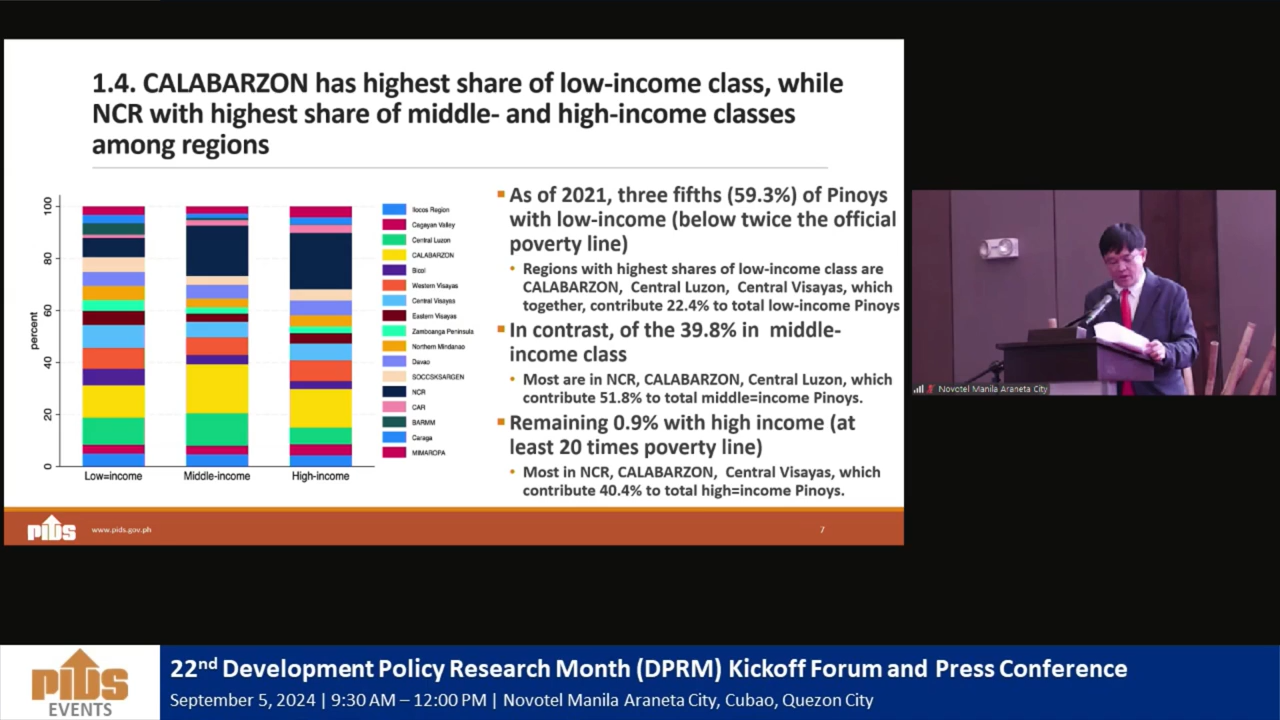 1.4. CALABARZON has highest share of low-income class, while
NCR with highest share of middle- and high-income classes
among regions
percent
100
80
60
40
20
0
Low=income
Middle-income
High-income
Ilocos Region
Cagayan Valley
Central Luzon
CALABARZON
Bicol
Western Visayas
Central Visayas
Eastern Visayas
Zamboanga Peninsula
Northern Mindanao
Davao
SOCCSKSARGEN
NCR
CAR
BARMM
Caraga
MIMAROPA
As of 2021, three fifths (59.3%) of Pinoys
with low-income (below twice the official
poverty line)
Regions with highest shares of low-income class are
CALABARZON, Central Luzon, Central Visayas, which
together, contribute 22.4% to total low-income Pinoys
In contrast, of the 39.8% in middle-
income class
Most are in NCR, CALABARZON, Central Luzon, which
contribute 51.8% to total middle=income Pinoys.
Remaining 0.9% with high income (at
least 20 times poverty line)
Most in NCR, CALABARZON, Central Visayas, which
contribute 40.4% to total high=income Pinoys.
PIDS
www.pids.gov.ph
7
Novotel Manila Araneta City
PIDS
EVENTS
22nd Development Policy Research Month (DPRM) Kickoff Forum and Press Conference
September 5, 2024 | 9:30 AM – 12:00 PM | Novotel Manila Araneta City, Cubao, Quezon City